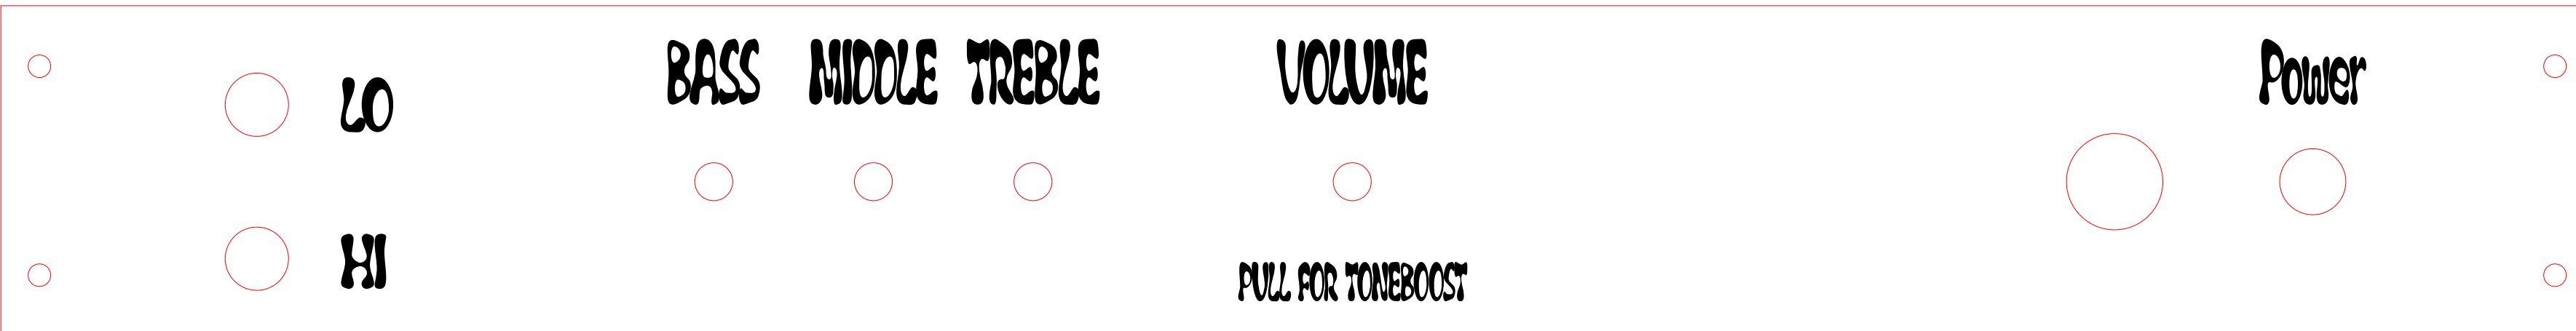 LO
HI
BASS
MIDDLE
TREBLE
VOLUME
PULL FOR TONEBOOST
Power